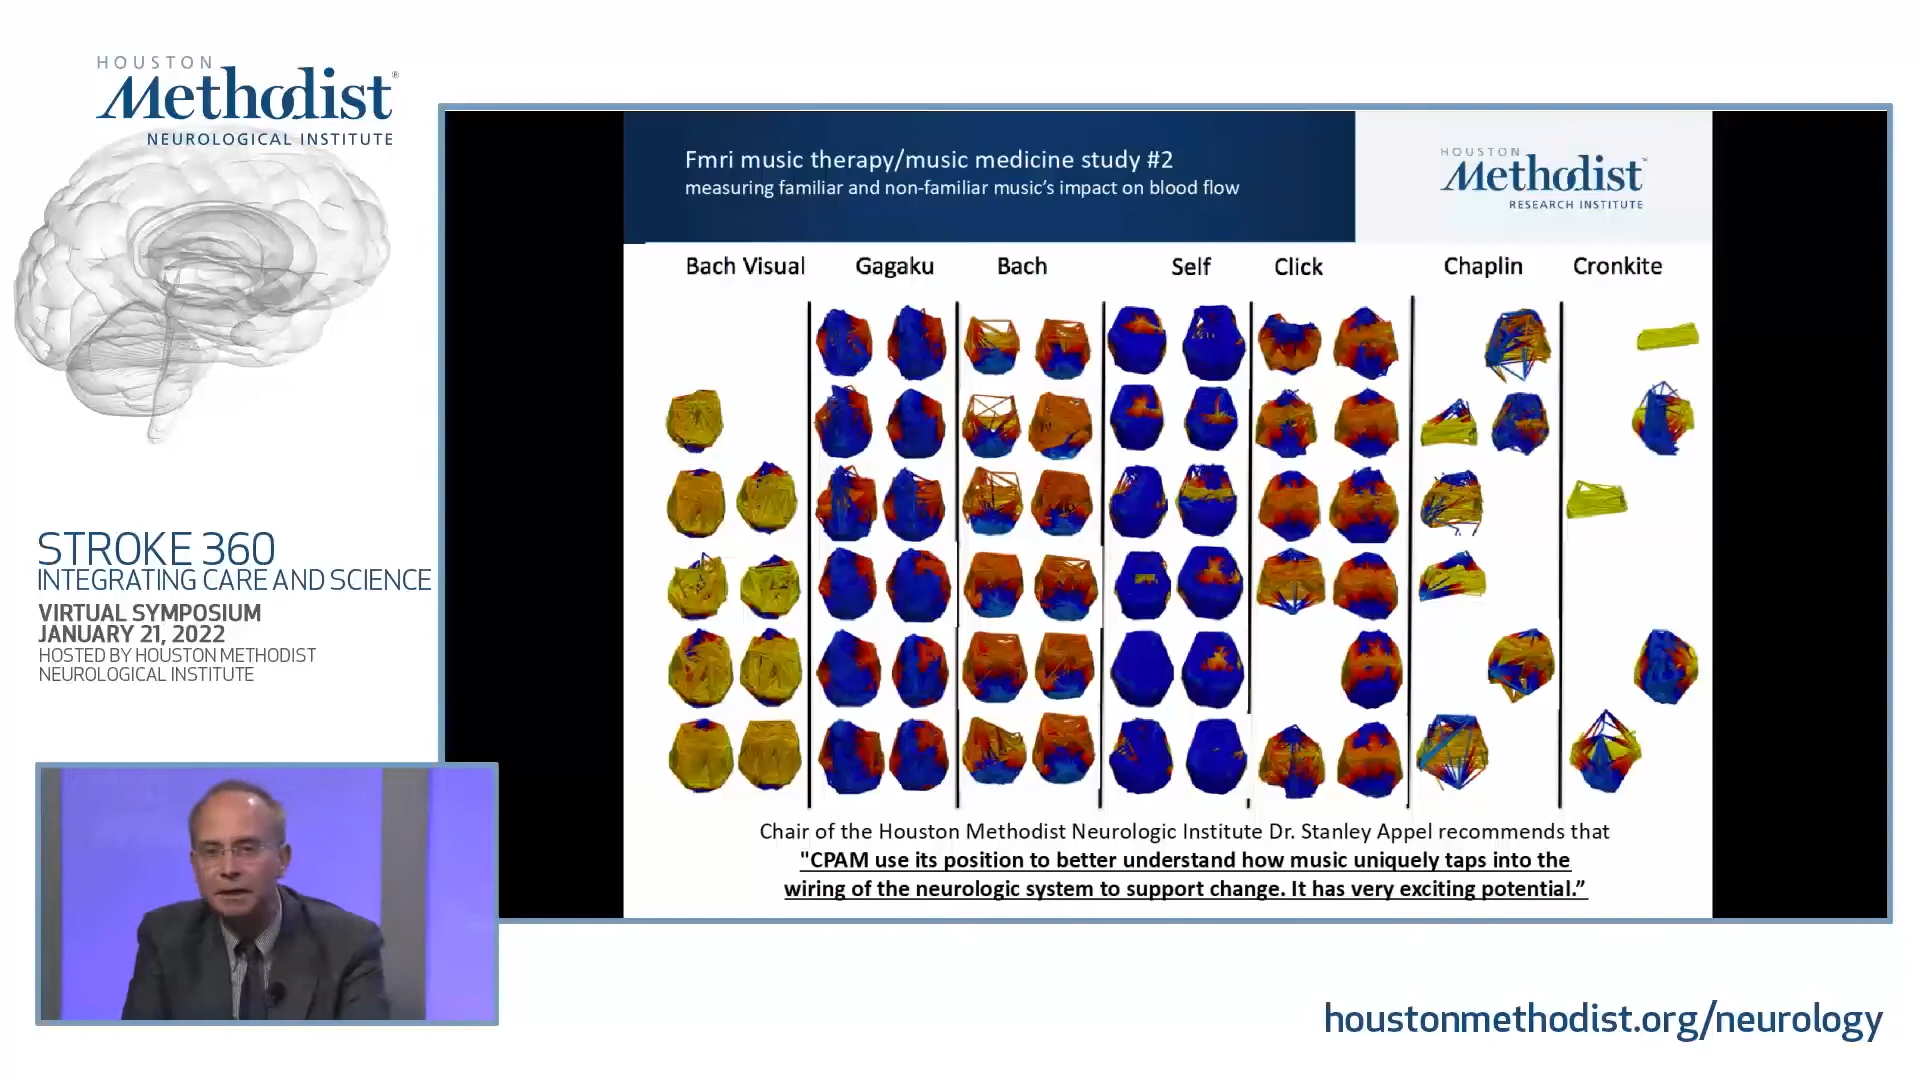 HOUSTON
Methodist®
NEUROLOGICAL INSTITUTE
STROKE 360
INTEGRATING CARE AND SCIENCE
VIRTUAL SYMPOSIUM
JANUARY 21, 2022
HOSTED BY HOUSTON METHODIST
NEUROLOGICAL INSTITUTE
Fmri music therapy/music medicine study #2
measuring familiar and non-familiar music's impact on blood flow
HOUSTON
Methodist™
RESEARCH INSTITUTE
Bach Visual Gagaku Bach Self Click Chaplin Cronkite
Chair of the Houston Methodist Neurologic Institute Dr. Stanley Appel recommends that
"CPAM use its position to better understand how music uniquely taps into the
wiring of the neurologic system to support change. It has very exciting potential.”
houstonmethodist.org/neurology